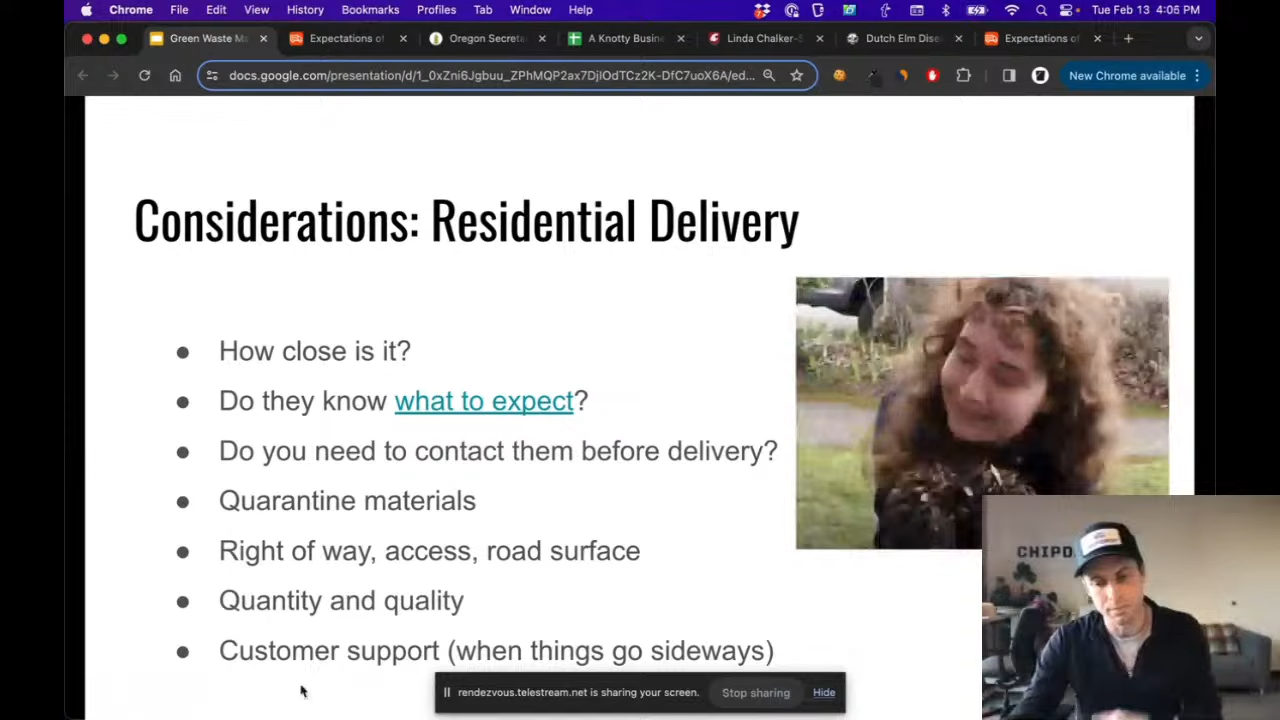 Chrome File Edit View History Bookmarks Profiles Tab Window Help Tue Feb 13 4:05 PM
Green Waste M Expectations of Oregon Secreta A Knotty Busine Linda Chalker-S Dutch Elm Dise Expectations of
docs.google.com/presentation/d/1_0xZni6Jgbuu_ZPhMQP2ax7DjlOdTCz2K-DfC7uoX6A/ed... New Chrome available
Considerations: Residential Delivery
● How close is it?
● Do they know what to expect?
● Do you need to contact them before delivery?
● Quarantine materials
● Right of way, access, road surface
● Quantity and quality
● Customer support (when things go sideways)
CHIPD
rendezvous.telestream.net is sharing your screen. Stop sharing Hide